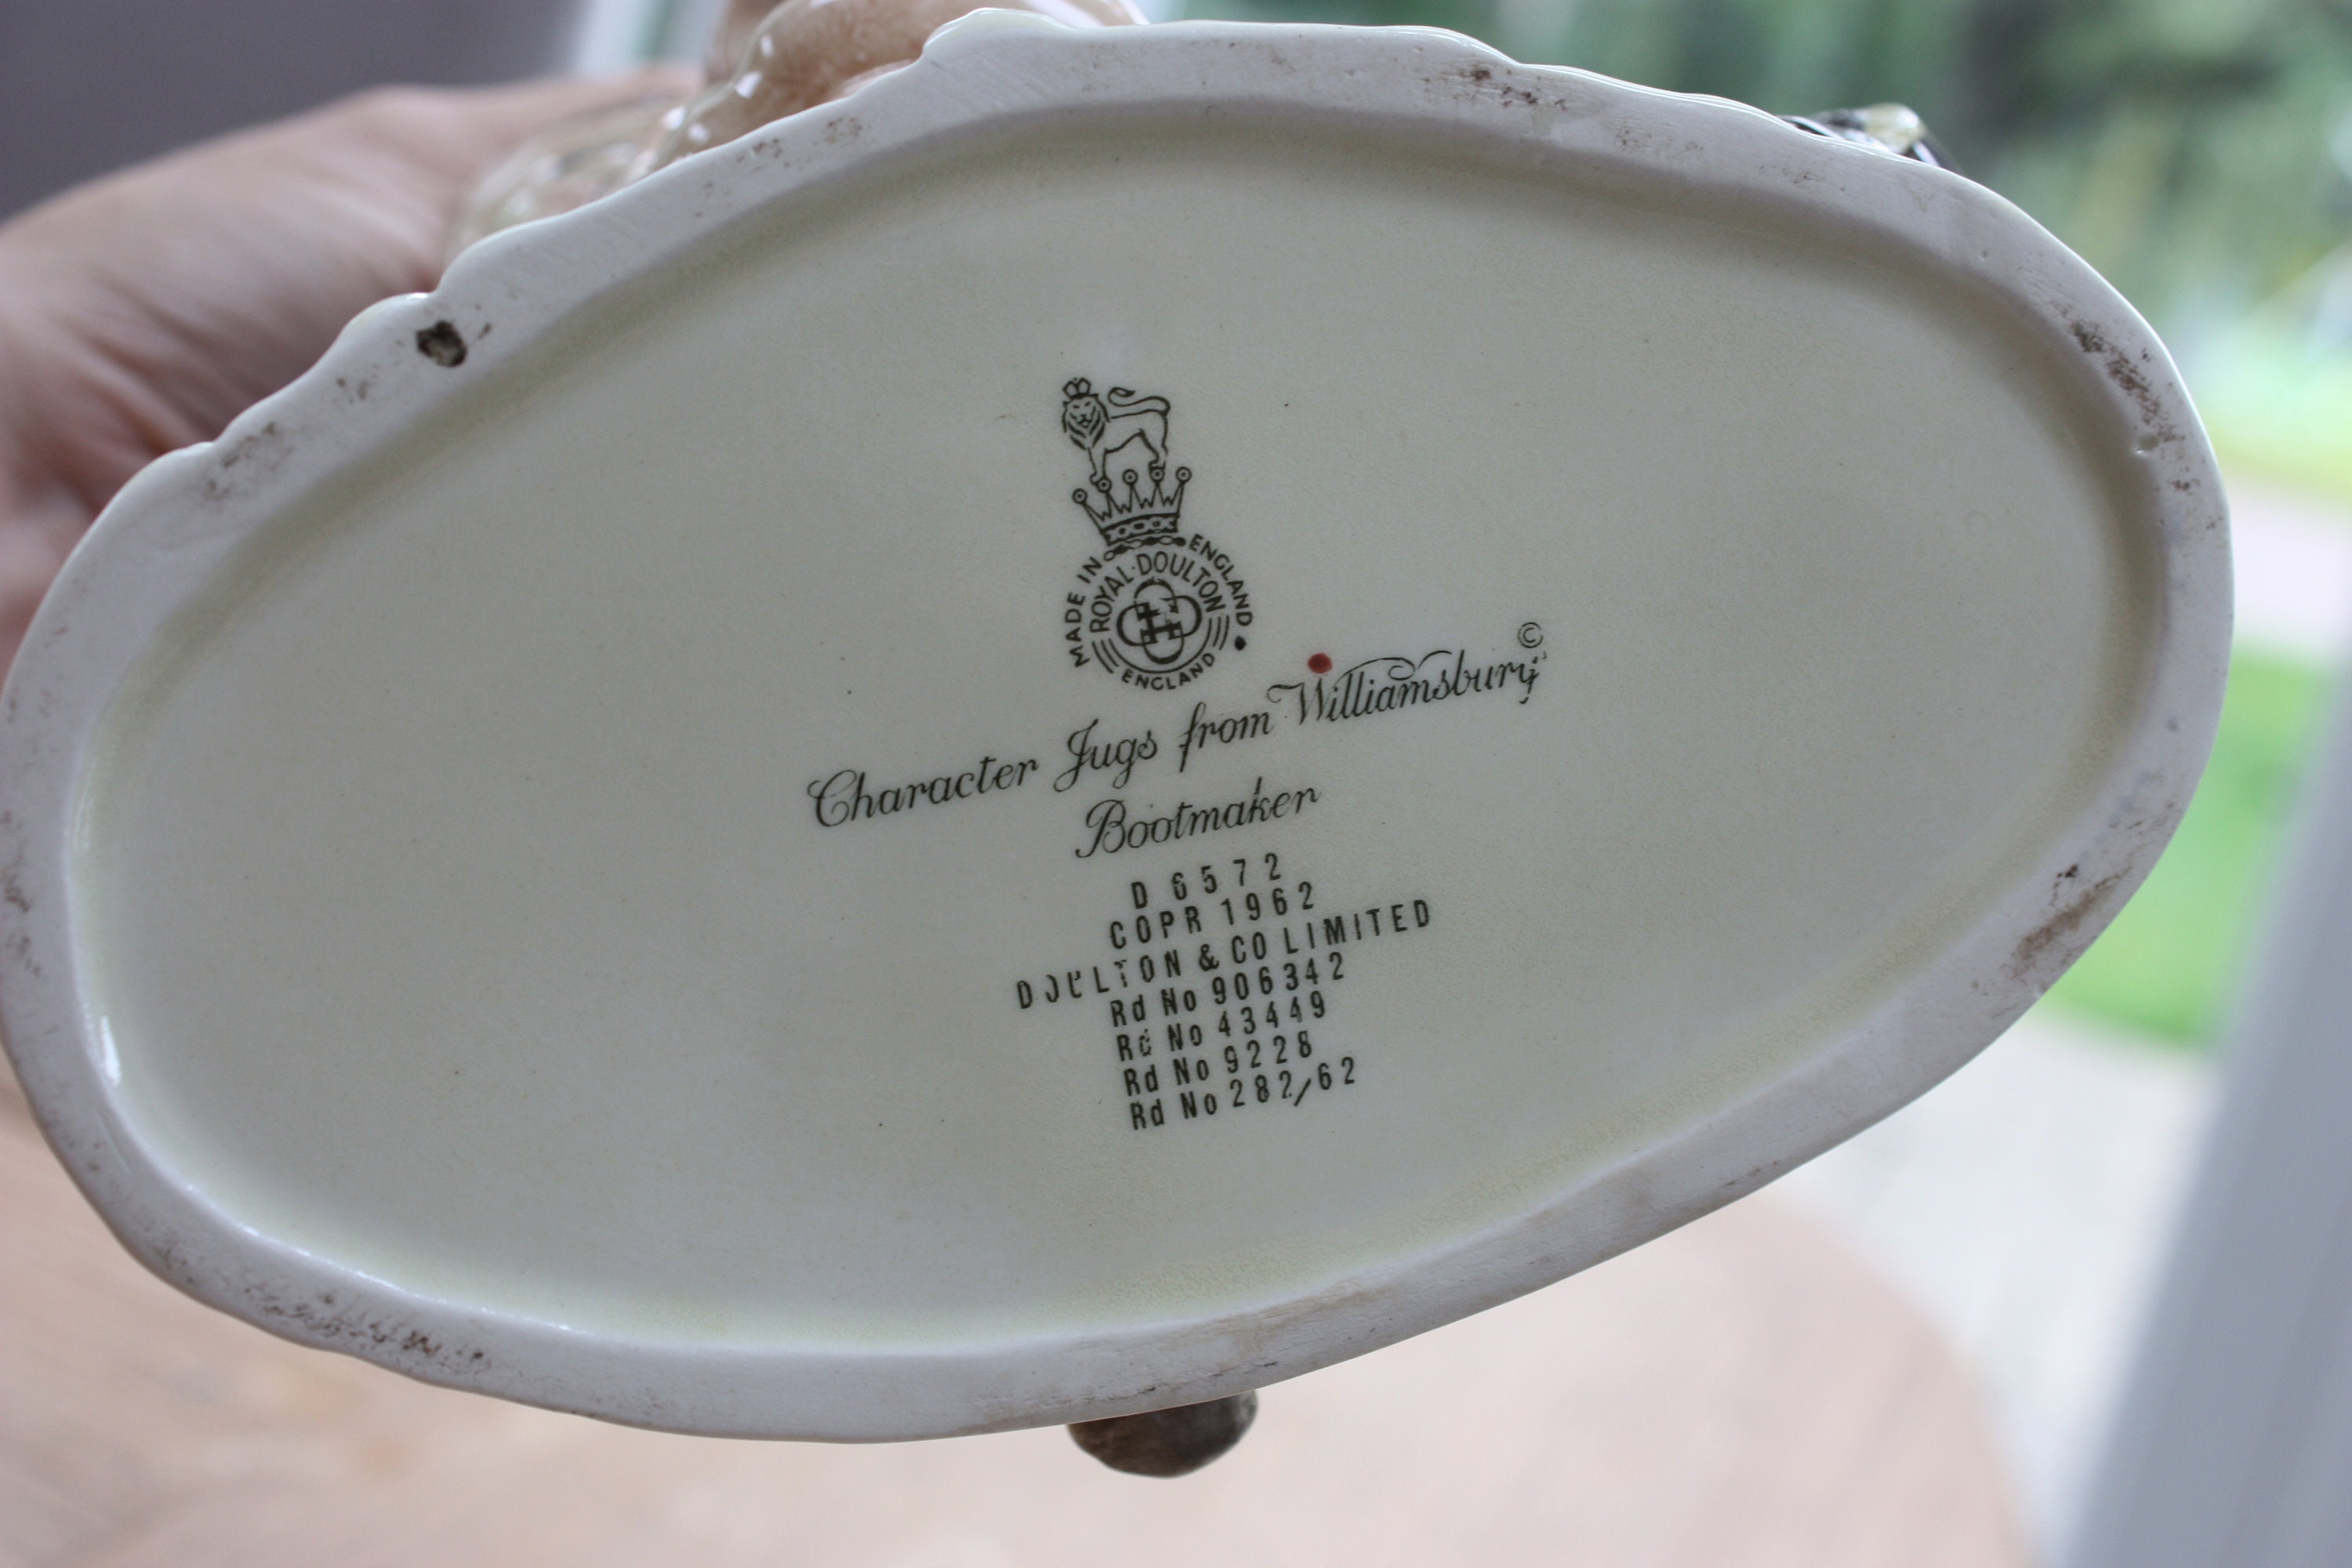 MADE IN ENGLAND
ROYAL·DOULTON
ENGLAND
Character Jugs from Williamsburg ©
Bootmaker
D 6572
COPR 1962
DOULTON & CO LIMITED
Rd No 906342
Rd No 43449
Rd No 9228
Rd No 282/62